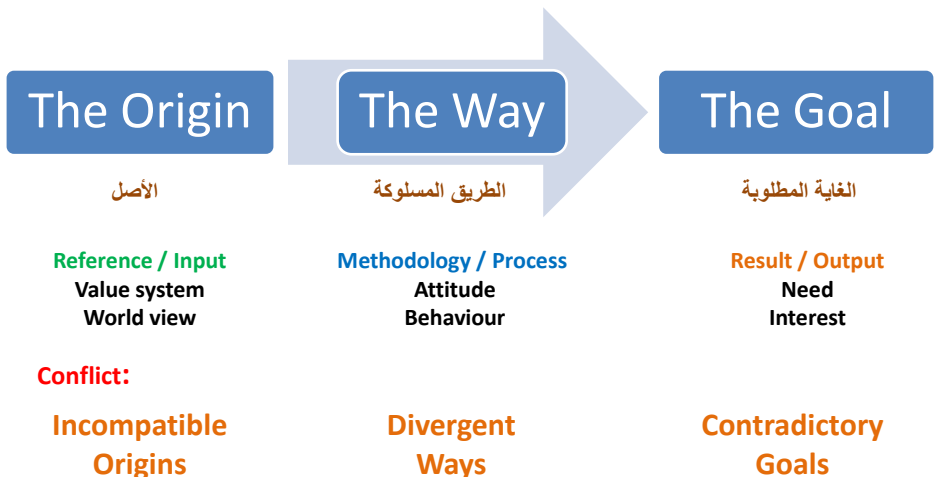 The Origin
The Way
The Goal
الأصل
الطريق المسلوكة
الغاية المطلوبة
Reference / Input
Value system
World view
Methodology / Process
Attitude
Behaviour
Result / Output
Need
Interest
Conflict:
Incompatible
Origins
Divergent
Ways
Contradictory
Goals